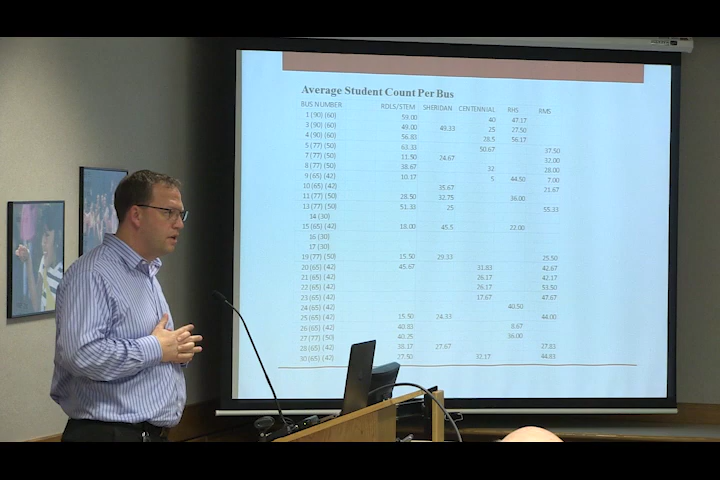 Average Student Count Per Bus
BUS NUMBER RDLS/STEM SHERIDAN CENTENNIAL RHS RMS
1 (90) (60) 59.00 40 47.17
3 (90) (60) 49.00 49.33 25 27.50
4 (90) (60) 56.83 28.5 56.17
5 (77) (50) 63.33 50.67 37.50
7 (77) (50) 11.50 24.67 32.00
8 (77) (50) 38.67 32 28.00
9 (65) (42) 10.17 5 44.50 7.00
10 (65) (42) 35.67 21.67
11 (77) (50) 28.50 32.75 36.00
13 (77) (50) 51.33 25 55.33
14 (30)
15 (65) (42) 18.00 45.5 22.00
16 (30)
17 (30)
19 (77) (50) 15.50 29.33 25.50
20 (65) (42) 45.67 31.83 42.67
21 (65) (42) 26.17 42.17
22 (65) (42) 26.17 53.50
23 (65) (42) 17.67 47.67
24 (65) (42) 40.50
25 (65) (42) 15.50 24.33 44.00
26 (65) (42) 40.83 8.67
27 (77) (50) 40.25 36.00
28 (65) (42) 38.17 27.67 27.83
30 (65) (42) 27.50 32.17 44.83